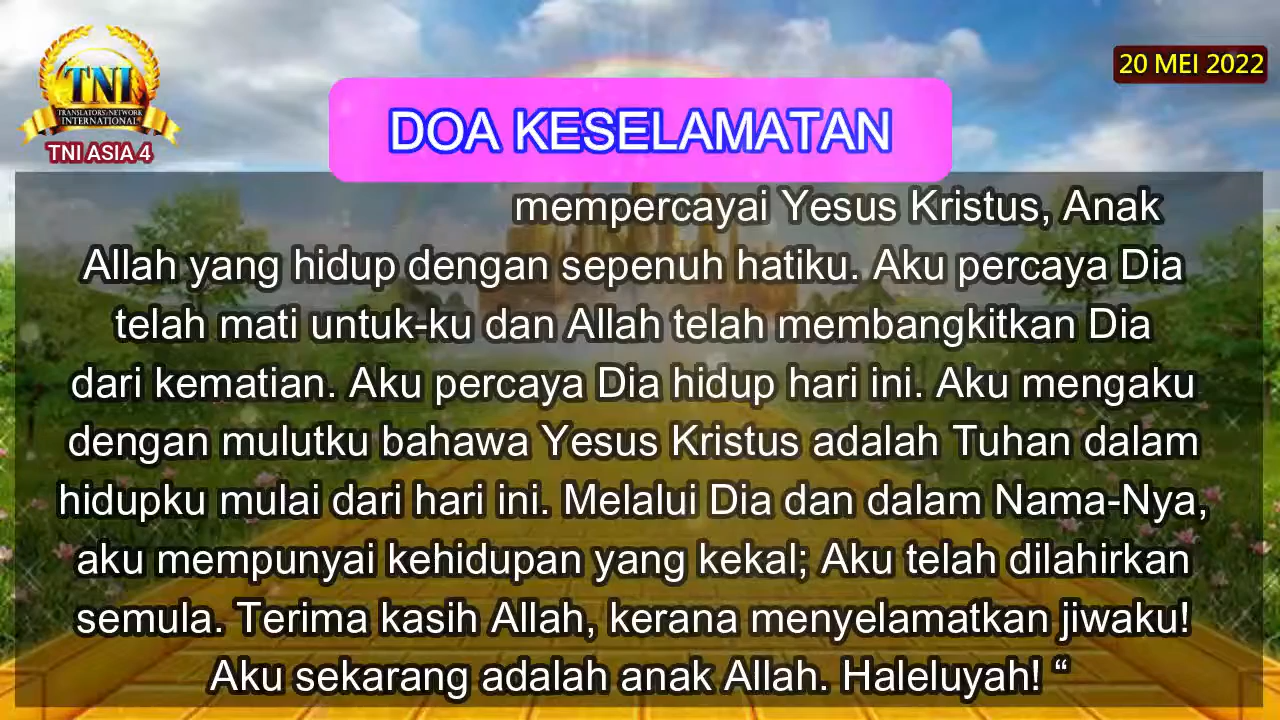 TNI
TRANSLATORS' NETWORK
INTERNATIONAL
TNI ASIA 4
20 MEI 2022
DOA KESELAMATAN
mempercayai Yesus Kristus, Anak
Allah yang hidup dengan sepenuh hatiku. Aku percaya Dia
telah mati untuk-ku dan Allah telah membangkitkan Dia
dari kematian. Aku percaya Dia hidup hari ini. Aku mengaku
dengan mulutku bahawa Yesus Kristus adalah Tuhan dalam
hidupku mulai dari hari ini. Melalui Dia dan dalam Nama-Nya,
aku mempunyai kehidupan yang kekal; Aku telah dilahirkan
semula. Terima kasih Allah, kerana menyelamatkan jiwaku!
Aku sekarang adalah anak Allah. Haleluyah! “